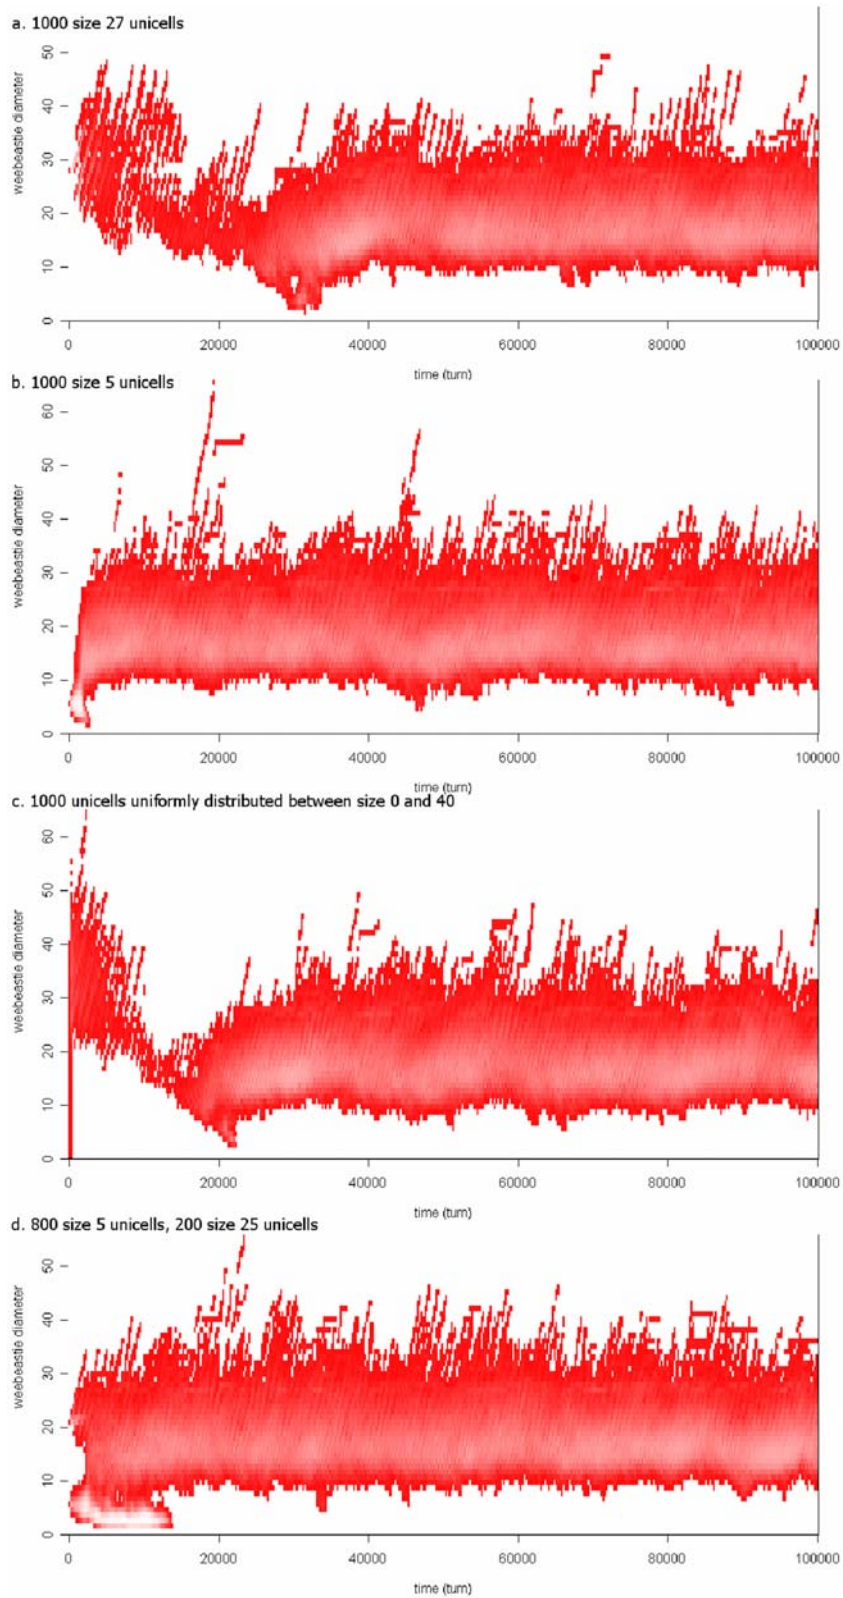 a. 1000 size 27 unicells
50
40
30
20
10
0
weebeastie diameter
0 20000 40000 60000 80000 100000
time (turn)
b. 1000 size 5 unicells
60
50
40
30
20
10
0
weebeastie diameter
0 20000 40000 60000 80000 100000
time (turn)
c. 1000 unicells uniformly distributed between size 0 and 40
60
50
40
30
20
10
0
weebeastie diameter
0 20000 40000 60000 80000 100000
time (turn)
d. 800 size 5 unicells, 200 size 25 unicells
50
40
30
20
10
0
weebeastie diameter
0 20000 40000 60000 80000 100000
time (turn)